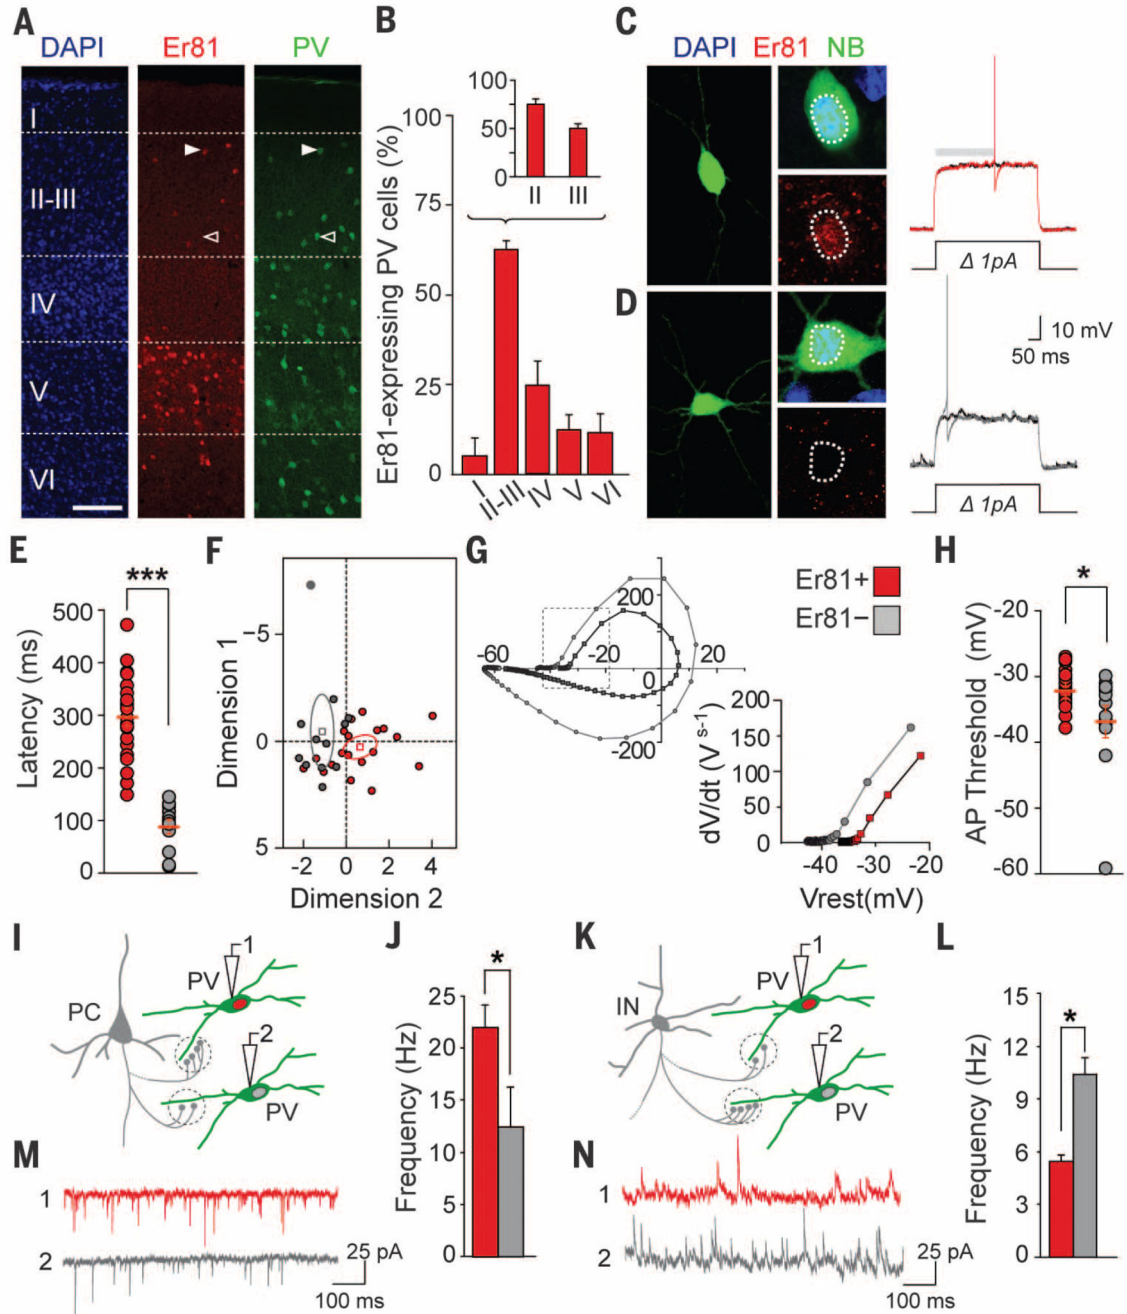 A
DAPI
Er81
PV
I
II-III
IV
V
VI
B
Er81-expressing PV cells (%)
100
75
50
25
0
I
II-III
IV
V
VI
100
50
0
II
III
C
DAPI Er81 NB
Δ 1pA
D
10 mV
50 ms
Δ 1pA
E
***
Latency (ms)
500
400
300
200
100
0
F
Dimension 1
−5
0
5
-2 0 2 4
Dimension 2
G
200
-60
-20
20
0
-200
Er81+
Er81−
dV/dt (V s-1)
200
150
100
50
0
-40 -30 -20
Vrest(mV)
H
*
AP Threshold (mV)
-20
-30
-40
-50
-60
I
PC
PV
1
2
PV
J
*
Frequency (Hz)
25
20
15
10
5
0
K
IN
PV
1
2
PV
L
*
Frequency (Hz)
15
12
9
6
3
0
M
1
2
25 pA
100 ms
N
1
2
25 pA
100 ms